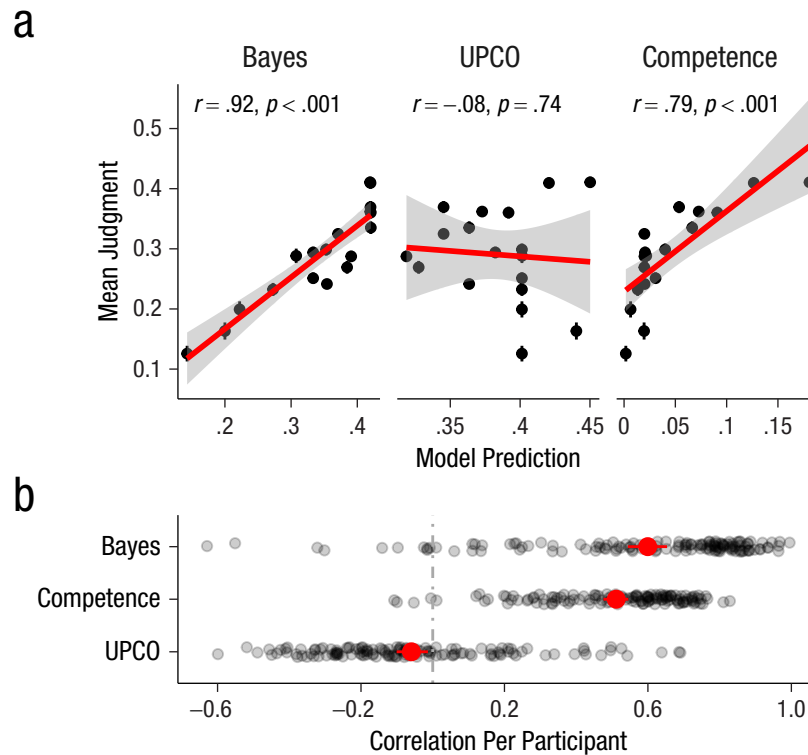 a
Bayes UPCO Competence
r = .92, p < .001 r = −.08, p = .74 r = .79, p < .001
0.5
0.4
0.3
0.2
0.1
Mean Judgment
.2 .3 .4 .35 .4 .45 0 .05 .1 .15
Model Prediction
b
Bayes
Competence
UPCO
−0.6 −0.2 0.2 0.6 1.0
Correlation Per Participant